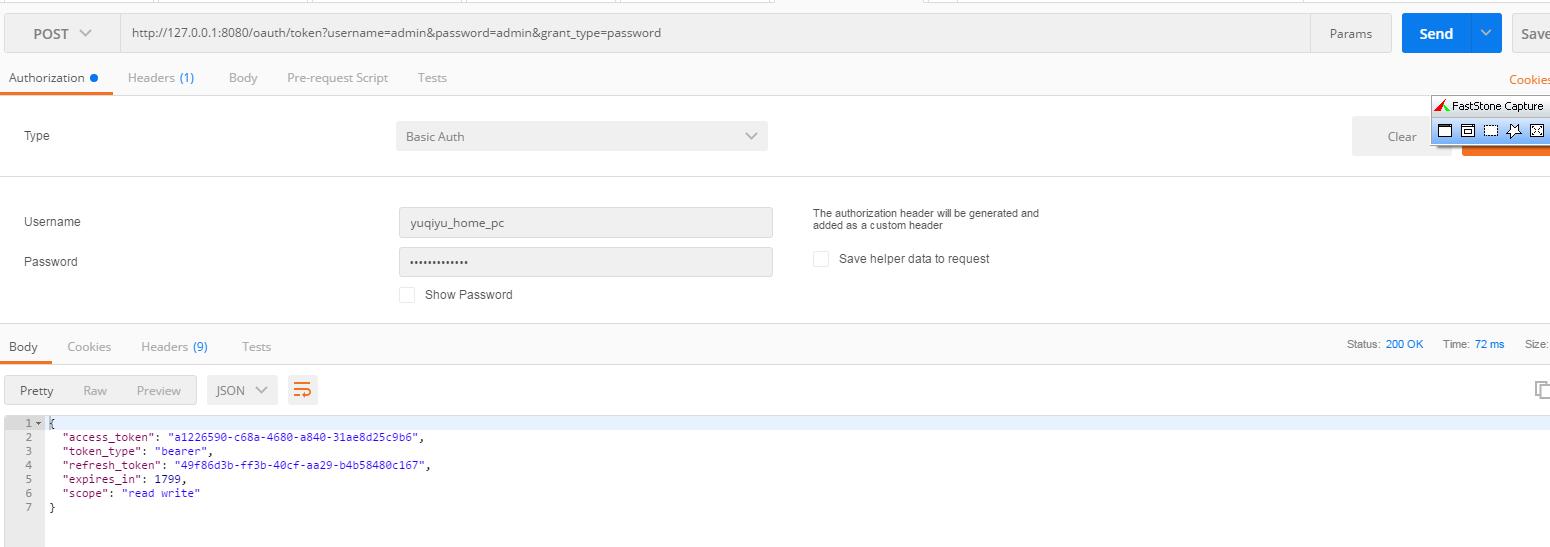 POST http://127.0.0.1:8080/oauth/token?username=admin&password=admin&grant_type=password Params Send Save
Authorization Headers (1) Body Pre-request Script Tests Cookies
FastStone Capture
Type Basic Auth Clear
Username yuqiyu_home_pc The authorization header will be generated and
added as a custom header
Password ••••••••••••• Save helper data to request
Show Password
Body Cookies Headers (9) Tests Status: 200 OK Time: 72 ms Size:
Pretty Raw Preview JSON
1 {
2 "access_token": "a1226590-c68a-4680-a840-31ae8d25c9b6",
3 "token_type": "bearer",
4 "refresh_token": "49f86d3b-ff3b-40cf-aa29-b4b58480c167",
5 "expires_in": 1799,
6 "scope": "read write"
7 }